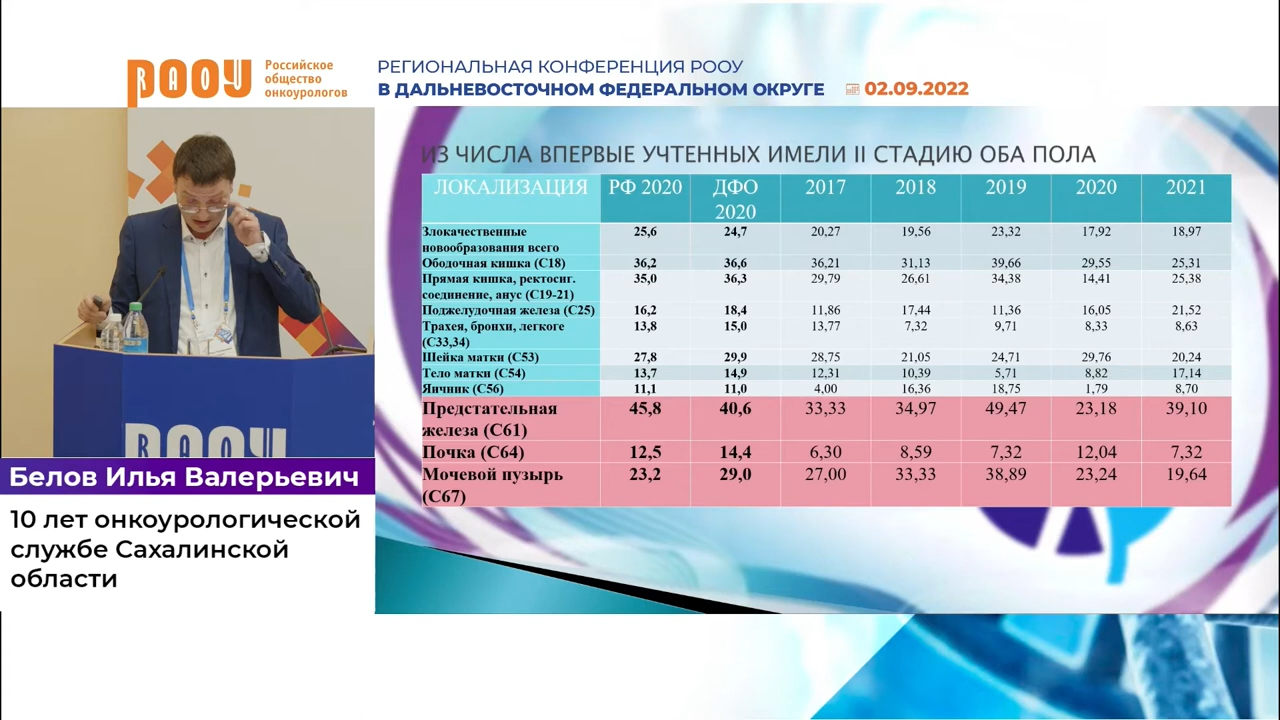 РООУ
Российское
общество
онкоурологов
РЕГИОНАЛЬНАЯ КОНФЕРЕНЦИЯ РООУ
В ДАЛЬНЕВОСТОЧНОМ ФЕДЕРАЛЬНОМ ОКРУГЕ 02.09.2022
ИЗ ЧИСЛА ВПЕРВЫЕ УЧТЕННЫХ ИМЕЛИ II СТАДИЮ ОБА ПОЛА
ЛОКАЛИЗАЦИЯ РФ 2020 ДФО 2020 2017 2018 2019 2020 2021
Злокачественные новообразования всего 25,6 24,7 20,27 19,56 23,32 17,92 18,97
Ободочная кишка (С18) 36,2 36,6 36,21 31,13 39,66 29,55 25,31
Прямая кишка, ректосиг. соединение, анус (С19-21) 35,0 36,3 29,79 26,61 34,38 14,41 25,38
Поджелудочная железа (С25) 16,2 18,4 11,86 17,44 11,36 16,05 21,52
Трахея, бронхи, легкоге (С33,34) 13,8 15,0 13,77 7,32 9,71 8,33 8,63
Шейка матки (С53) 27,8 29,9 28,75 21,05 24,71 29,76 20,24
Тело матки (С54) 13,7 14,9 12,31 10,39 5,71 8,82 17,14
Яичник (С56) 11,1 11,0 4,00 16,36 18,75 1,79 8,70
Предстательная железа (С61) 45,8 40,6 33,33 34,97 49,47 23,18 39,10
Почка (С64) 12,5 14,4 6,30 8,59 7,32 12,04 7,32
Мочевой пузырь (С67) 23,2 29,0 27,00 33,33 38,89 23,24 19,64
РООУ
Белов Илья Валерьевич
10 лет онкоурологической
службе Сахалинской
области